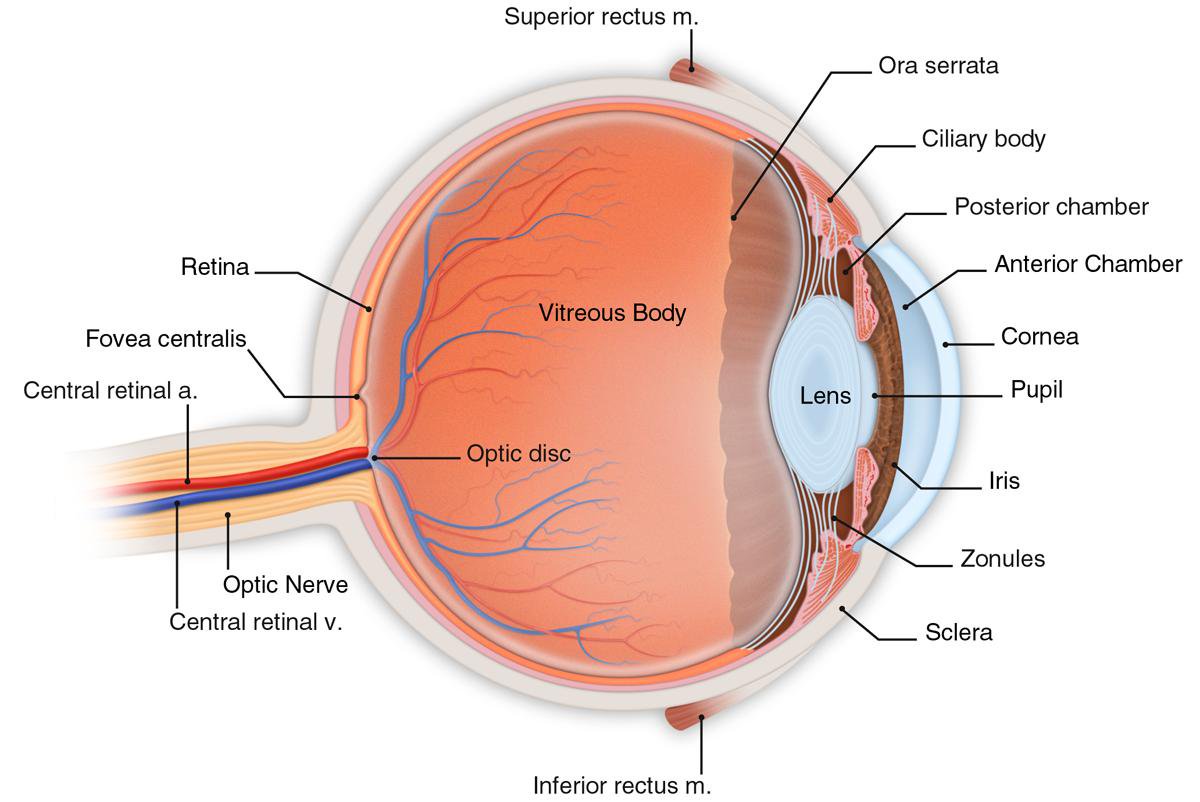 Superior rectus m.
Ora serrata
Ciliary body
Posterior chamber
Anterior Chamber
Retina
Vitreous Body
Fovea centralis
Cornea
Central retinal a.
Lens
Pupil
Optic disc
Iris
Zonules
Optic Nerve
Central retinal v.
Sclera
Inferior rectus m.